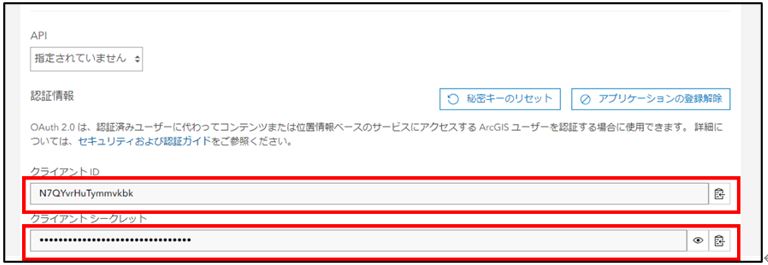 API
指定されていません
認証情報
秘密キーのリセット
アプリケーションの登録解除
OAuth 2.0 は、認証済みユーザーに代わってコンテンツまたは位置情報ベースのサービスにアクセスする ArcGIS ユーザーを認証する場合に使用できます。 詳細に
ついては、セキュリティおよび認証ガイドをご参照ください。
クライアント ID
N7QYvrHuTymmvkbk
クライアント シークレット
••••••••••••••••••••••••••••••••